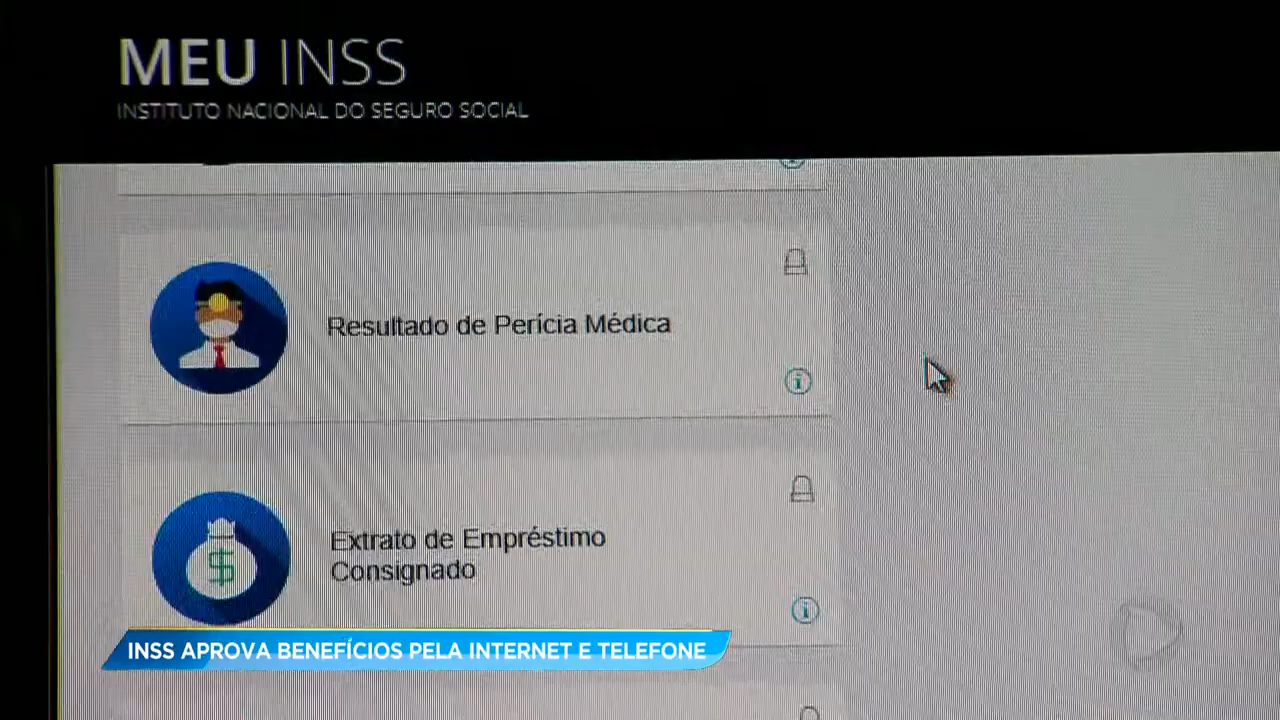 MEU INSS
INSTITUTO NACIONAL DO SEGURO SOCIAL
Resultado de Perícia Médica
Extrato de Empréstimo
Consignado
INSS APROVA BENEFÍCIOS PELA INTERNET E TELEFONE